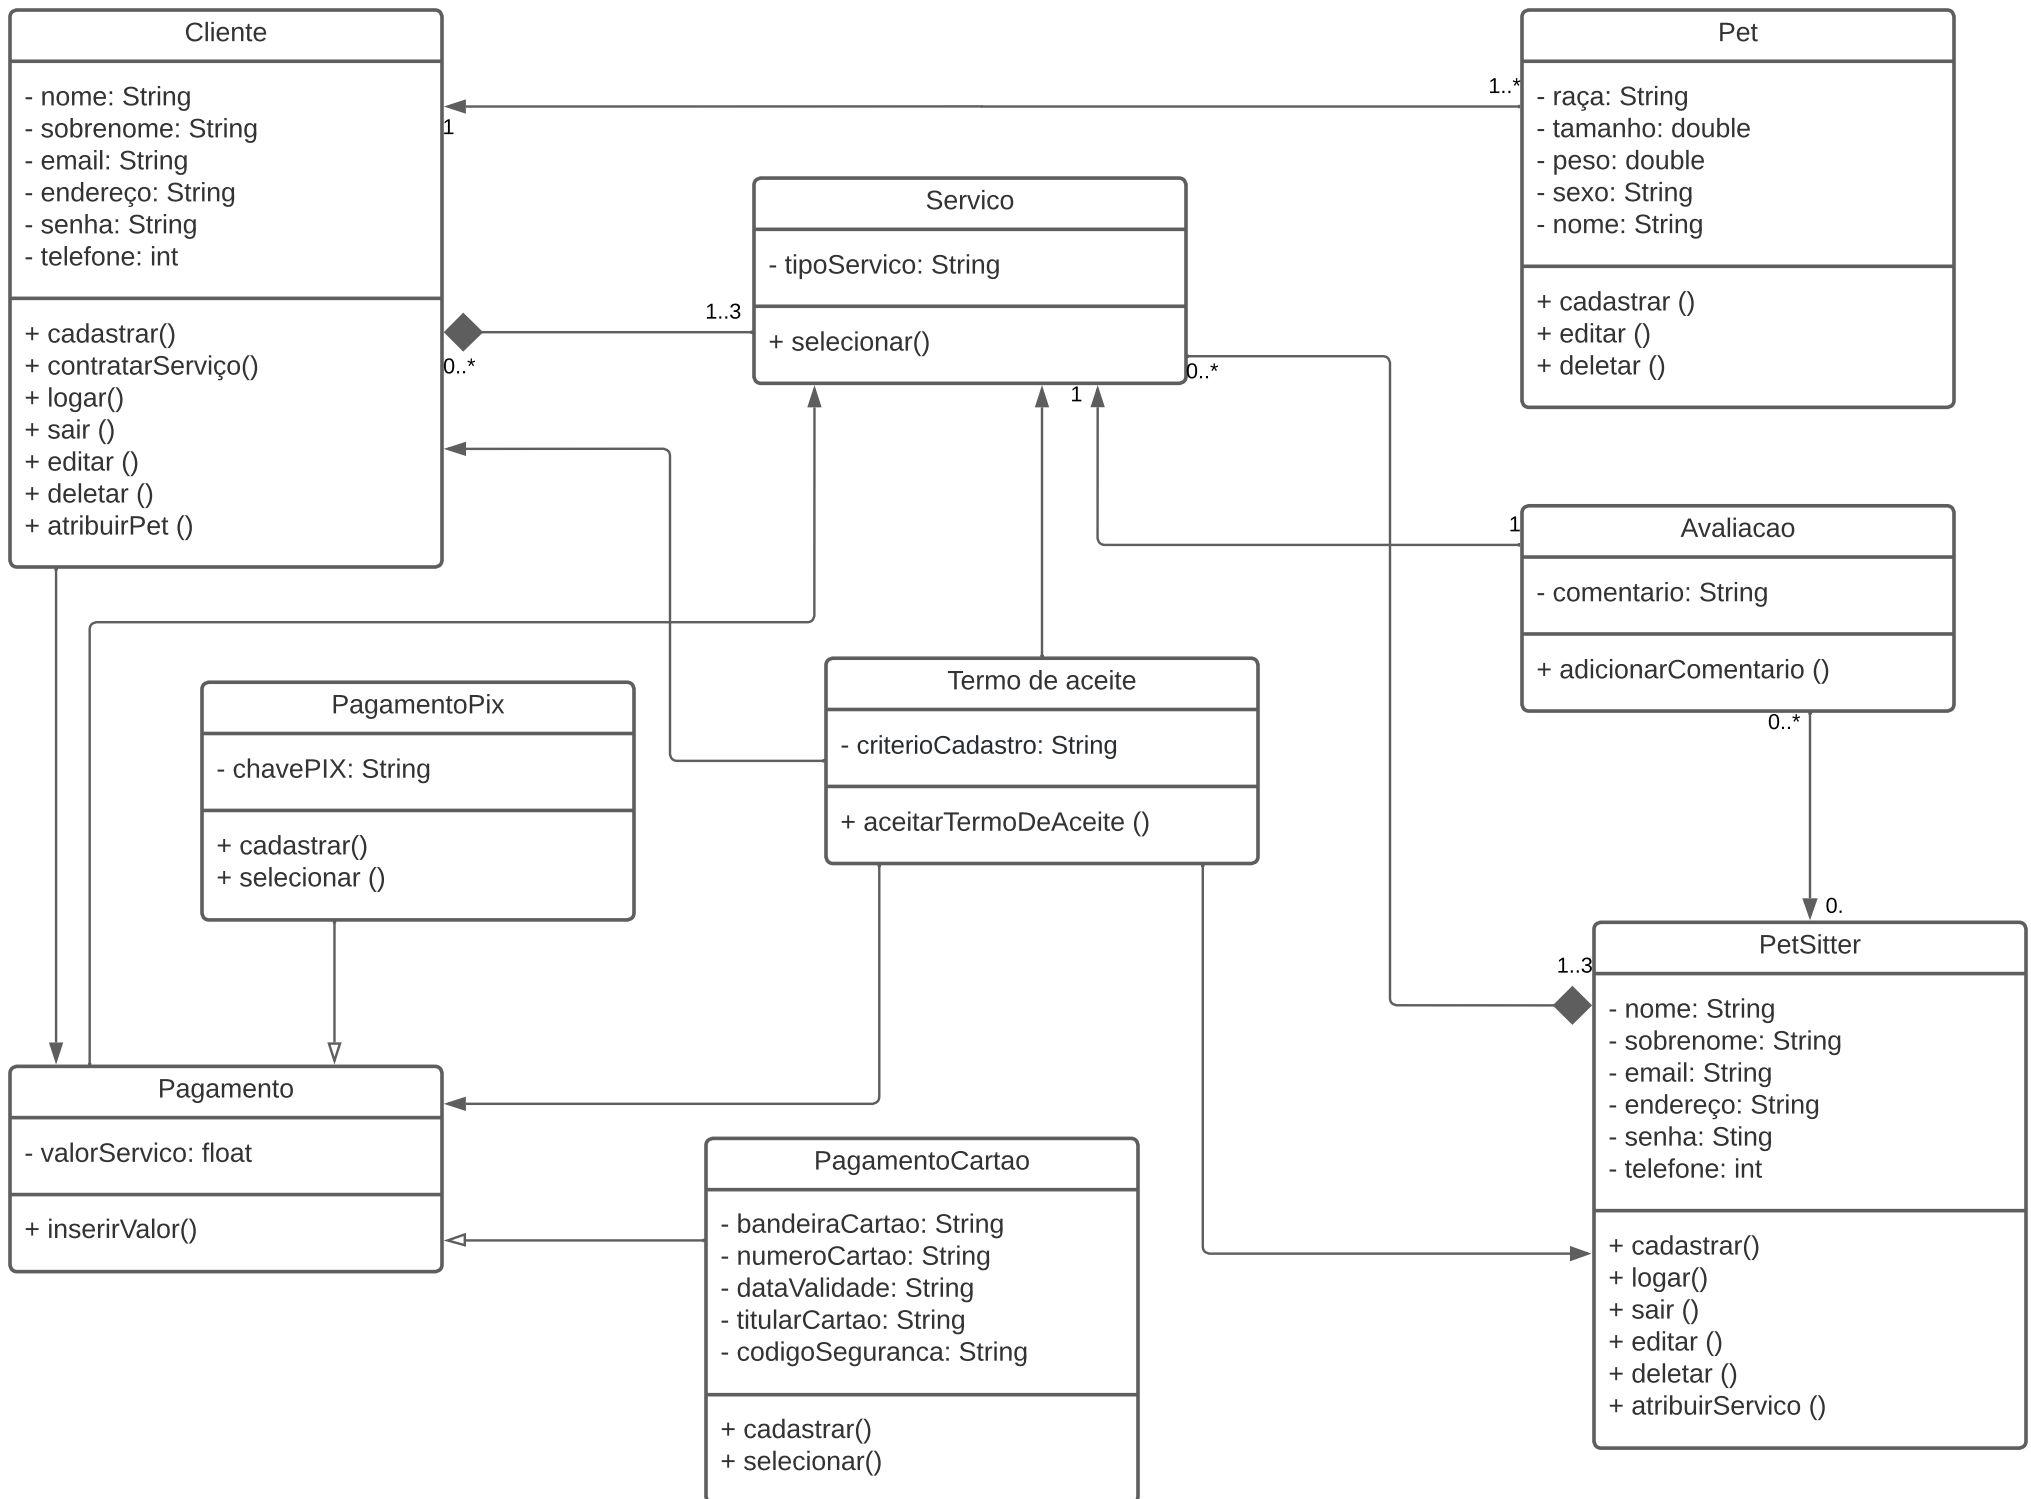 Cliente
- nome: String
- sobrenome: String
- email: String
- endereço: String
- senha: String
- telefone: int
+ cadastrar()
+ contratarServiço()
+ logar()
+ sair ()
+ editar ()
+ deletar ()
+ atribuirPet ()
1
1..*
Pet
- raça: String
- tamanho: double
- peso: double
- sexo: String
- nome: String
+ cadastrar ()
+ editar ()
+ deletar ()
Servico
- tipoServico: String
+ selecionar()
1..3
0..*
0..*
1
1
Avaliacao
- comentario: String
+ adicionarComentario ()
0..*
0.
Termo de aceite
- criterioCadastro: String
+ aceitarTermoDeAceite ()
PagamentoPix
- chavePIX: String
+ cadastrar()
+ selecionar ()
1..3
PetSitter
- nome: String
- sobrenome: String
- email: String
- endereço: String
- senha: Sting
- telefone: int
+ cadastrar()
+ logar()
+ sair ()
+ editar ()
+ deletar ()
+ atribuirServico ()
Pagamento
- valorServico: float
+ inserirValor()
PagamentoCartao
- bandeiraCartao: String
- numeroCartao: String
- dataValidade: String
- titularCartao: String
- codigoSeguranca: String
+ cadastrar()
+ selecionar()